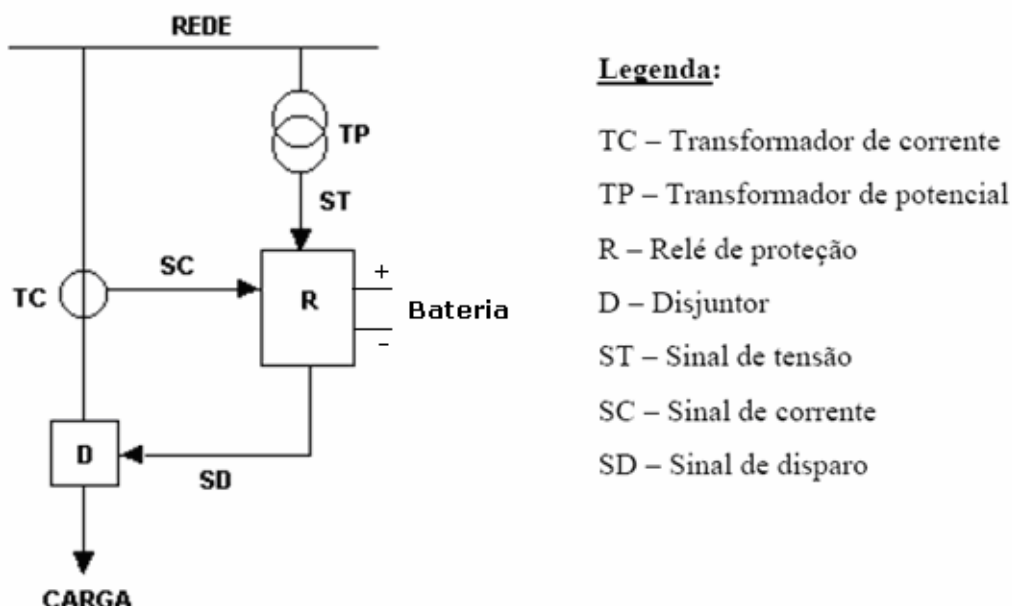 REDE
TP
ST
SC
TC
R
+
Bateria
-
D
SD
CARGA
Legenda:
TC – Transformador de corrente
TP – Transformador de potencial
R – Relé de proteção
D – Disjuntor
ST – Sinal de tensão
SC – Sinal de corrente
SD – Sinal de disparo